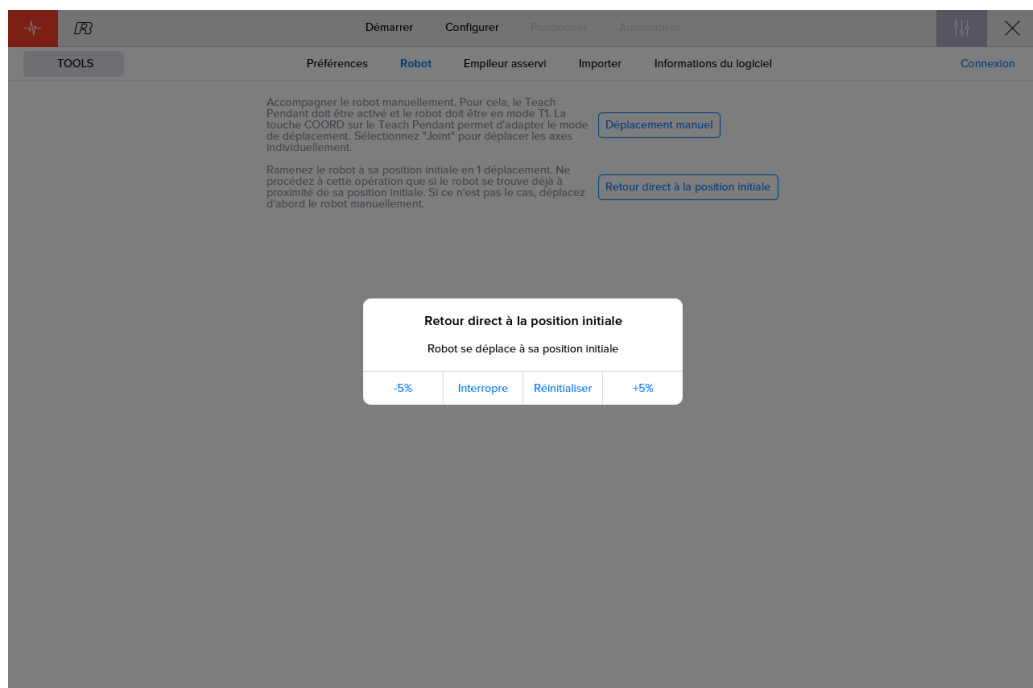 Démarrer Configurer Positionner Automatiser
TOOLS Préférences Robot Empileur asservi Importer Informations du logiciel Connexion
Accompagner le robot manuellement. Pour cela, le Teach
Pendant doit être activé et le robot doit être en mode T1. La
touche COORD sur le Teach Pendant permet d'adapter le mode
de déplacement. Sélectionnez "Joint" pour déplacer les axes
individuellement.
Déplacement manuel
Ramenez le robot à sa position initiale en 1 déplacement. Ne
procédez à cette opération que si le robot se trouve déjà à
proximité de sa position initiale. Si ce n'est pas le cas, déplacez
d'abord le robot manuellement.
Retour direct à la position initiale
Retour direct à la position initiale
Robot se déplace à sa position initiale
-5% Interropre Réinitialiser +5%